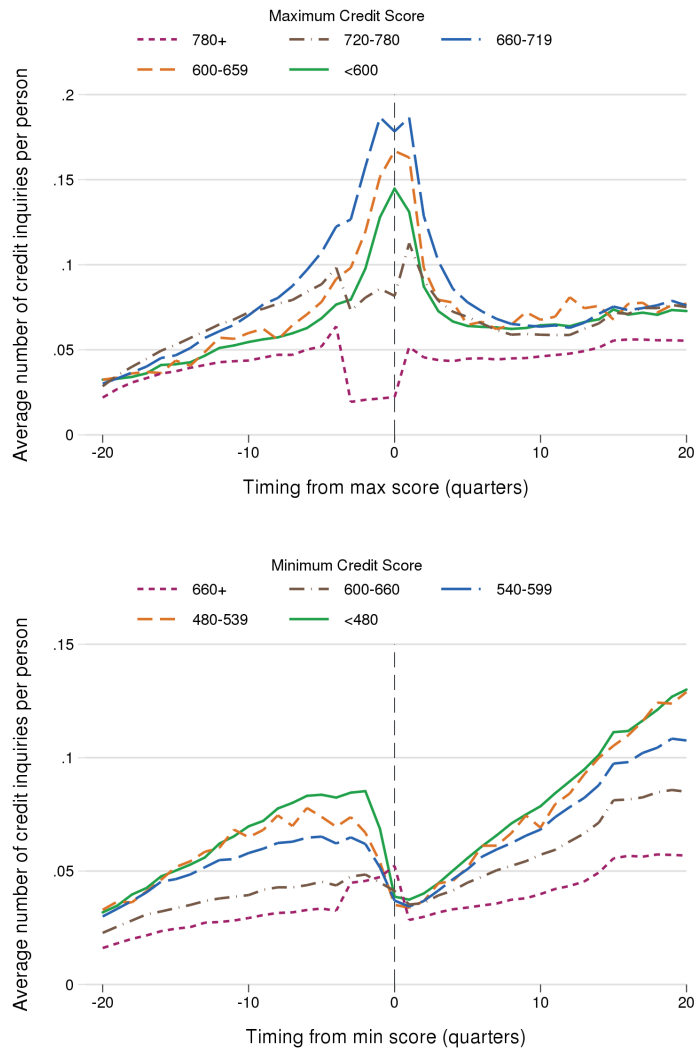 Maximum Credit Score
780+ 720-780 660-719
600-659 <600
Average number of credit inquiries per person
.2
.15
.1
.05
0
-20 -10 0 10 20
Timing from max score (quarters)
Minimum Credit Score
660+ 600-660 540-599
480-539 <480
Average number of credit inquiries per person
.15
.1
.05
0
-20 -10 0 10 20
Timing from min score (quarters)